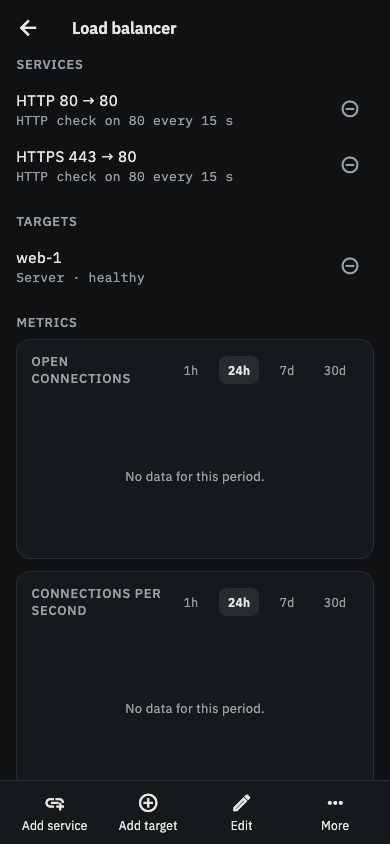 Load balancer
SERVICES
HTTP 80 → 80
HTTP check on 80 every 15 s
HTTPS 443 → 80
HTTP check on 80 every 15 s
TARGETS
web-1
Server · healthy
METRICS
OPEN CONNECTIONS 1h 24h 7d 30d
No data for this period.
CONNECTIONS PER SECOND 1h 24h 7d 30d
No data for this period.
Add service Add target Edit More